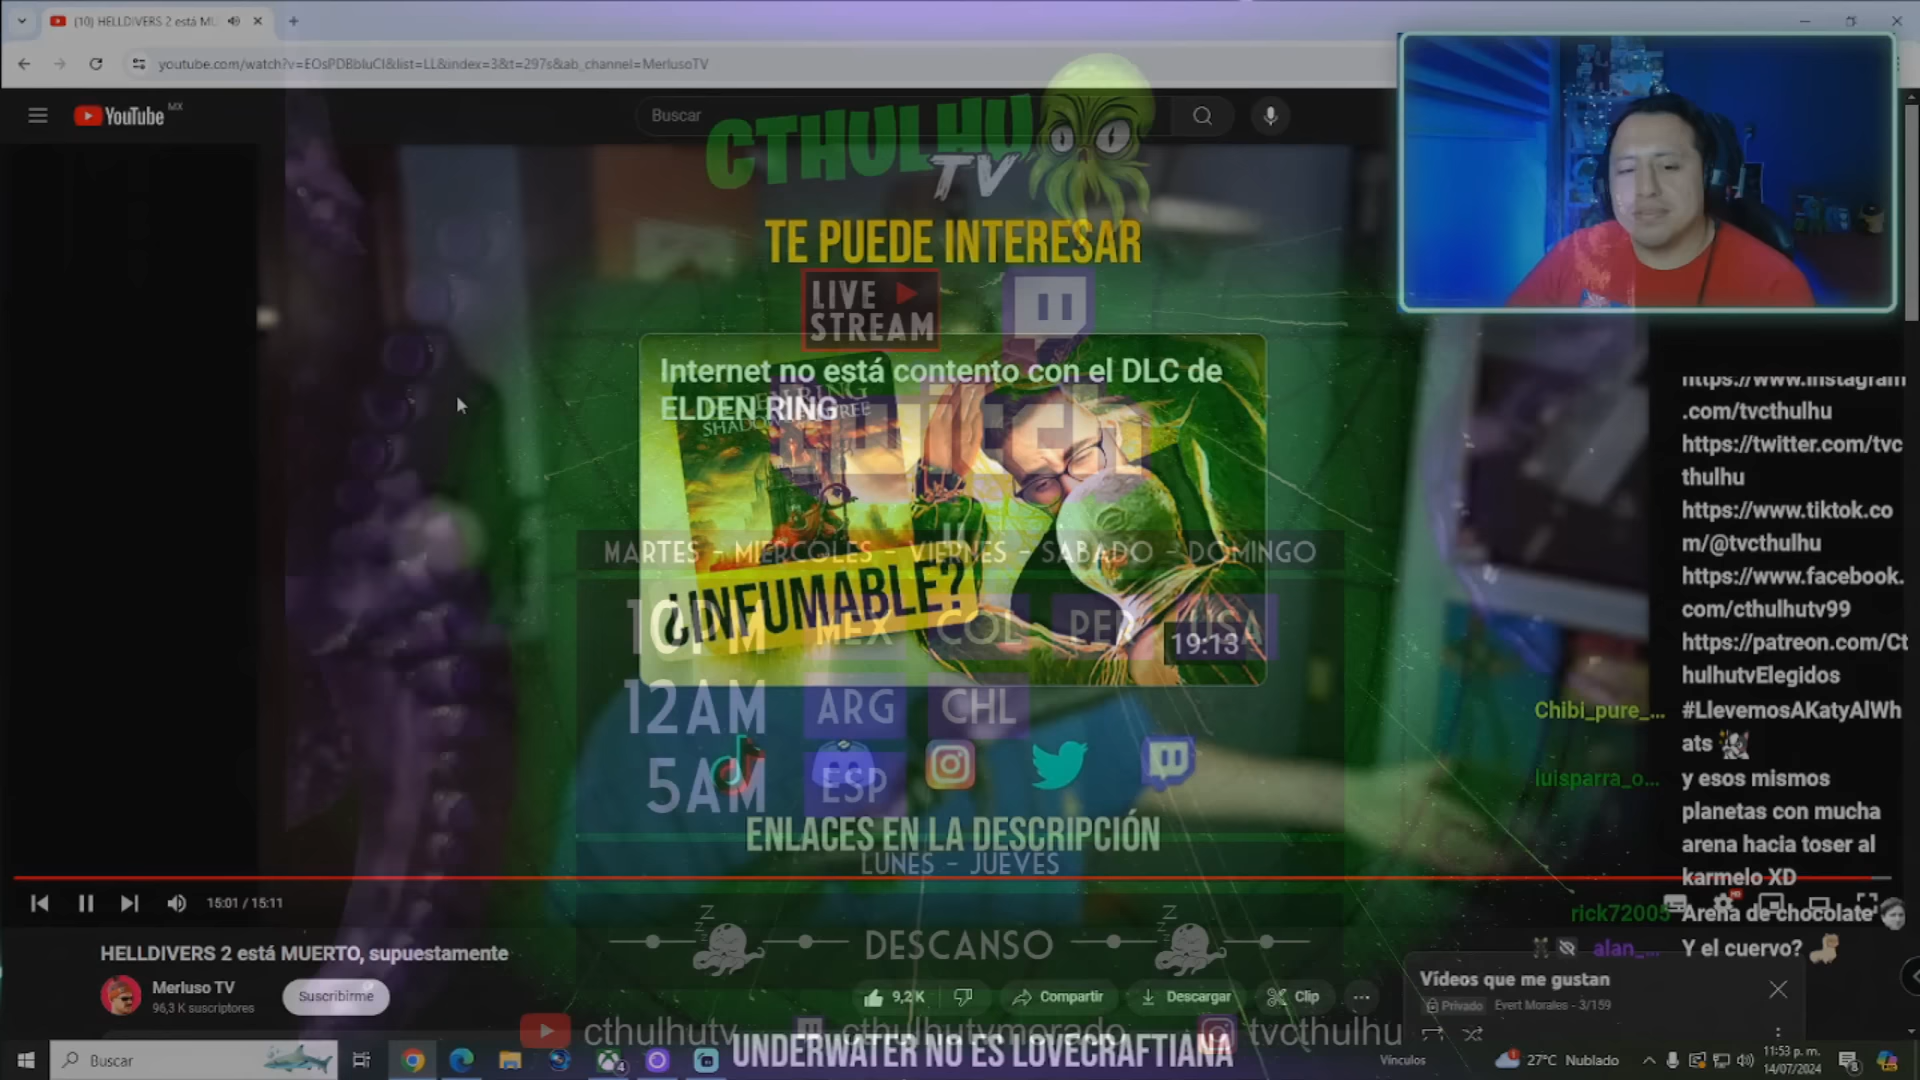 (10) HELLDIVERS 2 está MU
youtube.com/watch?v=EOsPDBbluCI&list=LL&index=3&t=297s&ab_channel=MerlusoTV
YouTube MX
Buscar
CTHULHU
TV
TE PUEDE INTERESAR
LIVE
STREAM
Internet no está contento con el DLC de
ELDEN RING
MARTES - MIERCOLES - VIERNES - SABADO - DOMINGO
¿INFUMABLE?
19:13
10PM MEX COL PER USA
12AM ARG CHL
5AM ESP
ENLACES EN LA DESCRIPCIÓN
LUNES - JUEVES
DESCANSO
https://www.instagram
.com/tvcthulhu
https://twitter.com/tvc
thulhu
https://www.tiktok.co
m/@tvcthulhu
https://www.facebook.
com/cthulhutv99
https://patreon.com/Ct
hulhutvElegidos
Chibi_pure_... #LlevemosAKatyAlWh
ats
luisparra_o... y esos mismos
planetas con mucha
arena hacia toser al
karmelo XD
rick72005 Arena de chocolate
alan_... Y el cuervo?
15:01 / 15:11
HELLDIVERS 2 está MUERTO, supuestamente
Merluso TV
96,3 K suscriptores
Suscribirme
9,2 K
Compartir
Descargar
Clip
Vídeos que me gustan
Privado Evert Morales - 3/159
cthulhutv cthulhutvmorado tvcthulhu
UNDERWATER NO ES LOVECRAFTIANA
Buscar
Vínculos
27°C Nublado
11:53 p. m.
14/07/2024